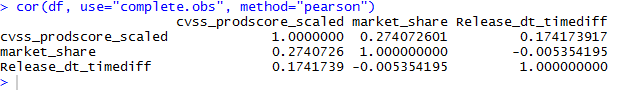 > cor(df, use="complete.obs", method="pearson")
cvss_prodscore_scaled market_share Release_dt_timediff
cvss_prodscore_scaled 1.0000000 0.274072601 0.174173917
market_share 0.2740726 1.000000000 -0.005354195
Release_dt_timediff 0.1741739 -0.005354195 1.000000000
>